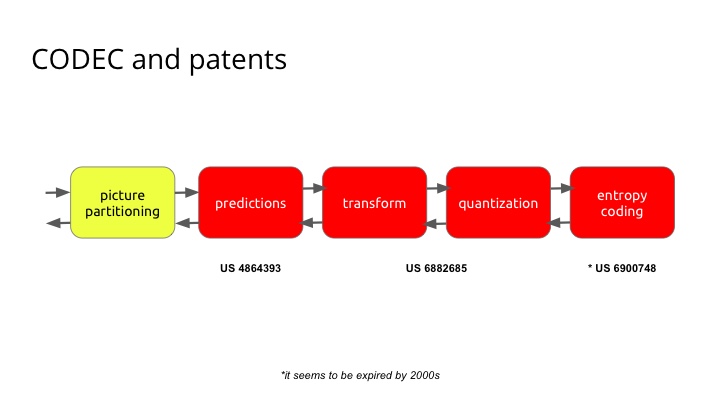 CODEC and patents
picture
partitioning
predictions
transform
quantization
entropy
coding
US 4864393
US 6882685
* US 6900748
*it seems to be expired by 2000s